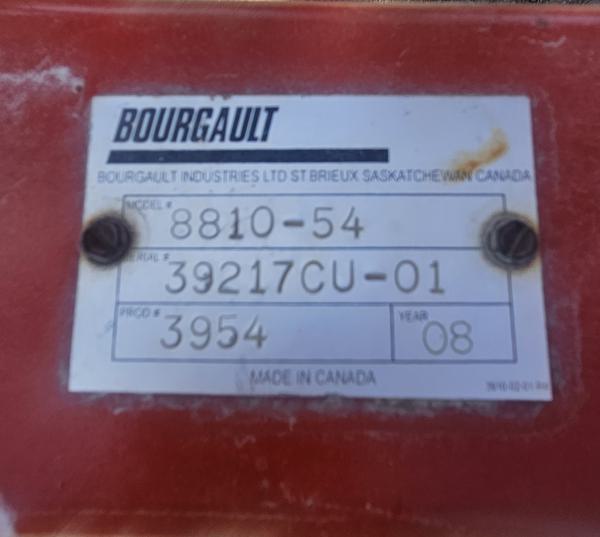 BOURGAULT
BOURGAULT INDUSTRIES LTD ST BRIEUX SASKATCHEWAN CANADA
MODEL # 8810-54
SERIAL # 39217CU-01
PROD # 3954 YEAR 08
MADE IN CANADA